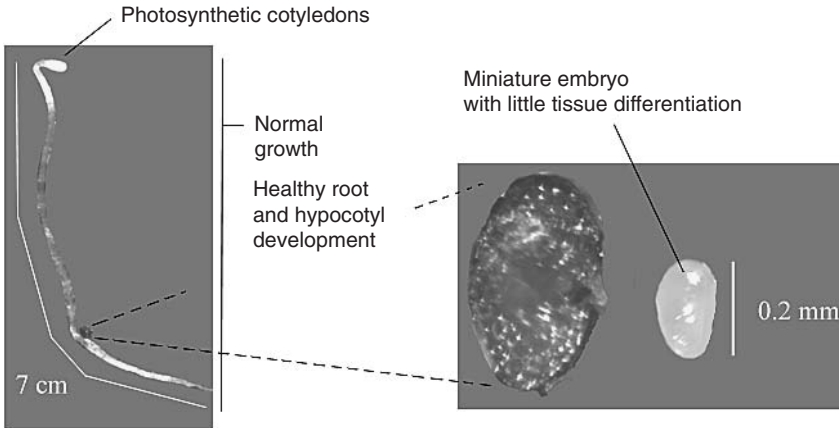 Photosynthetic cotyledons
Normal
growth
Healthy root
and hypocotyl
development
7 cm
Miniature embryo
with little tissue differentiation
0.2 mm